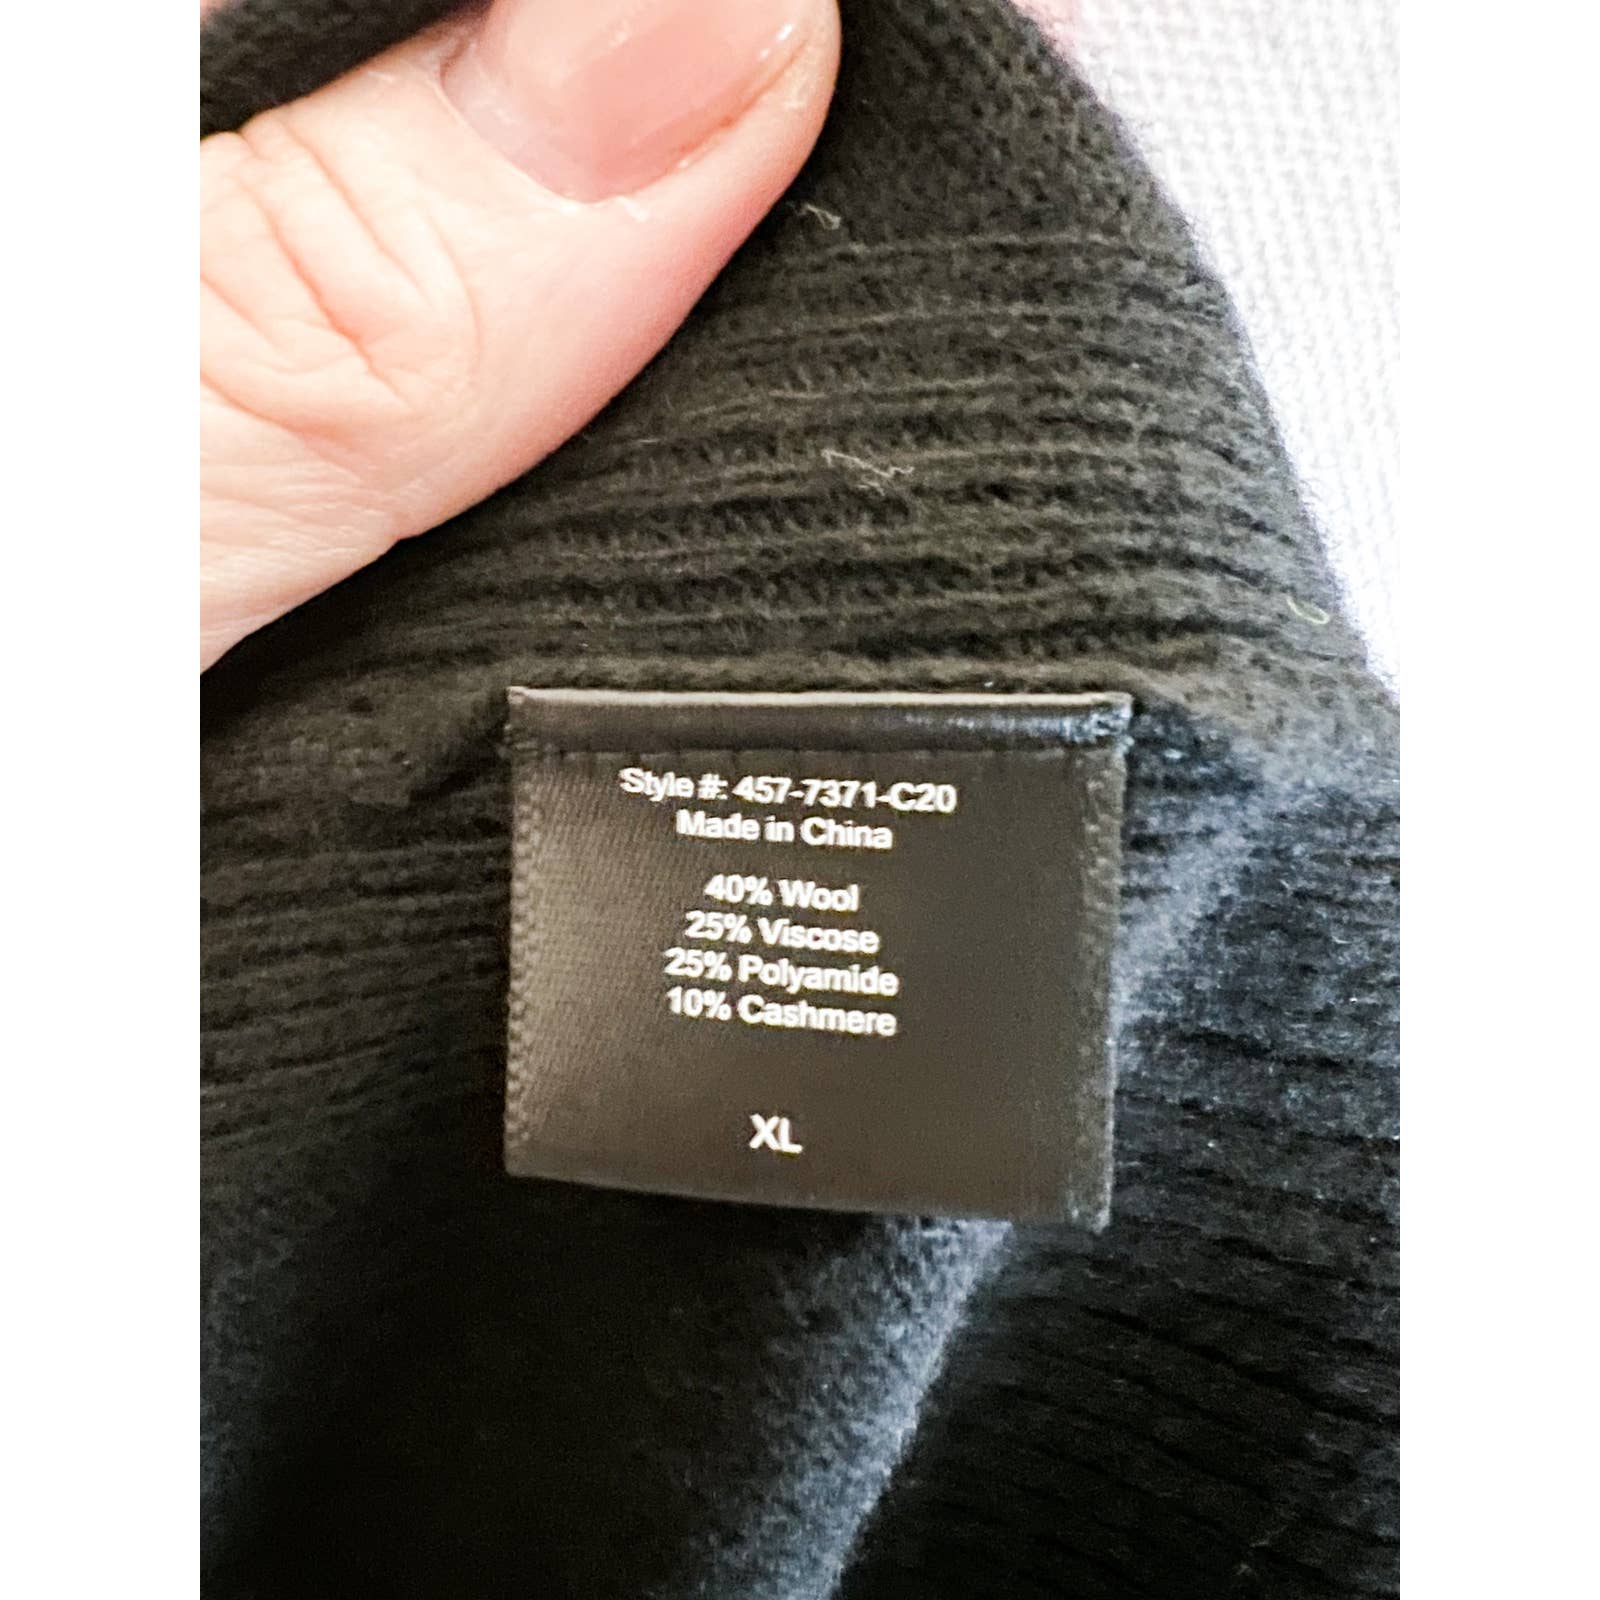 Style #: 457-7371-C20
Made in China
40% Wool
25% Viscose
25% Polyamide
10% Cashmere
XL